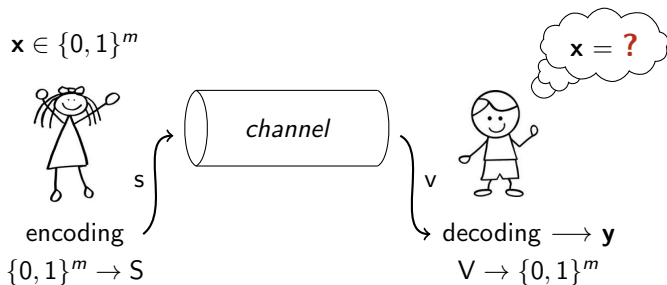 x ∈ {0, 1}^m
x = ?
channel
s
v
encoding
{0, 1}^m → S
decoding ⟶ y
V → {0, 1}^m